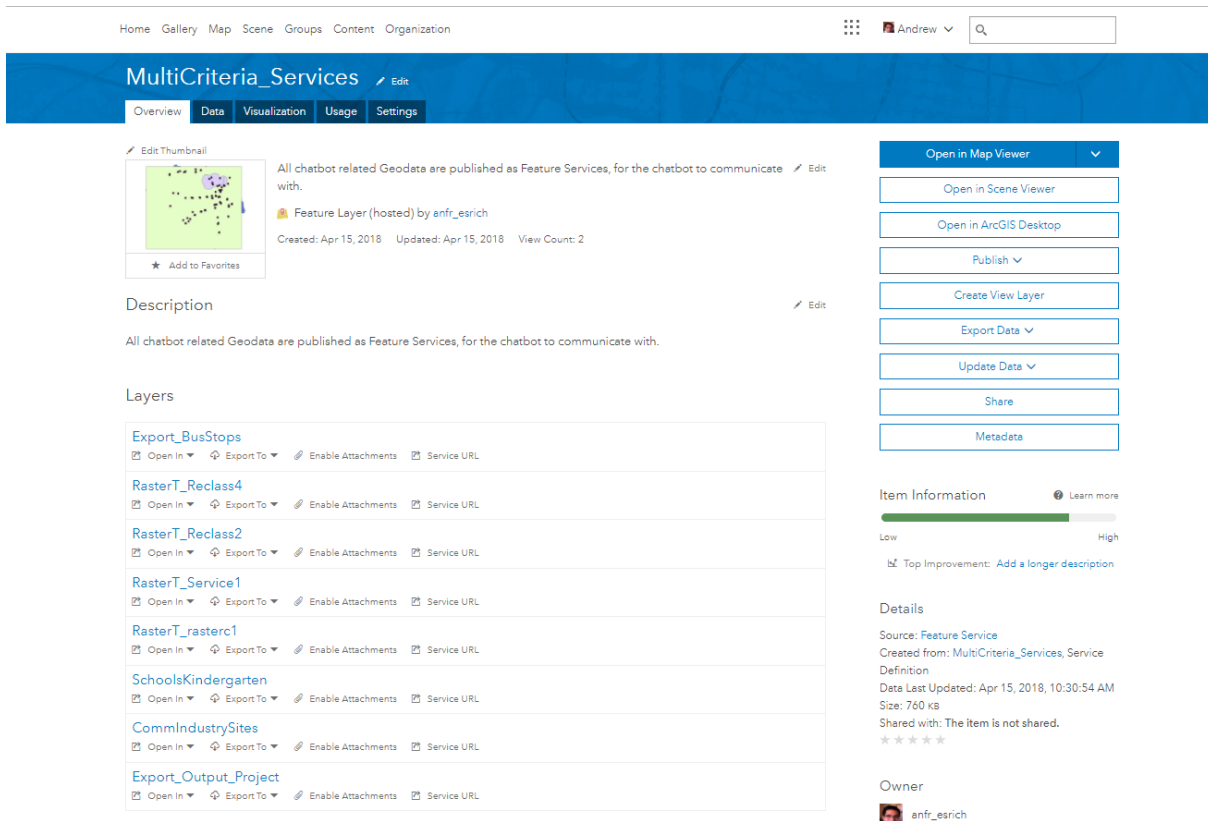 Home Gallery Map Scene Groups Content Organization
Andrew
MultiCriteria_Services Edit
Overview Data Visualization Usage Settings
Edit Thumbnail
All chatbot related Geodata are published as Feature Services, for the chatbot to communicate
with.
Edit
Feature Layer (hosted) by anfr_esrich
Created: Apr 15, 2018 Updated: Apr 15, 2018 View Count: 2
Add to Favorites
Description
Edit
All chatbot related Geodata are published as Feature Services, for the chatbot to communicate with.
Layers
Export_BusStops
Open In Export To Enable Attachments Service URL
RasterT_Reclass4
Open In Export To Enable Attachments Service URL
RasterT_Reclass2
Open In Export To Enable Attachments Service URL
RasterT_Service1
Open In Export To Enable Attachments Service URL
RasterT_rasterc1
Open In Export To Enable Attachments Service URL
SchoolsKindergarten
Open In Export To Enable Attachments Service URL
CommIndustrySites
Open In Export To Enable Attachments Service URL
Export_Output_Project
Open In Export To Enable Attachments Service URL
Open in Map Viewer
Open in Scene Viewer
Open in ArcGIS Desktop
Publish
Create View Layer
Export Data
Update Data
Share
Metadata
Item Information
Learn more
Low High
Top Improvement: Add a longer description
Details
Source: Feature Service
Created from: MultiCriteria_Services, Service
Definition
Data Last Updated: Apr 15, 2018, 10:30:54 AM
Size: 760 KB
Shared with: The item is not shared.
Owner
anfr_esrich